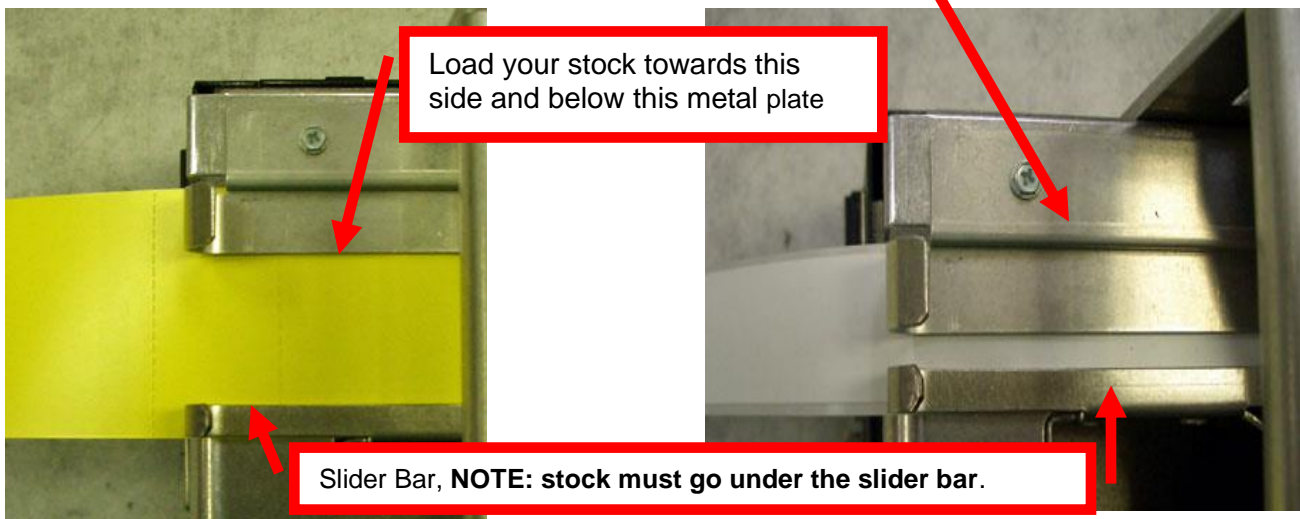 Load your stock towards this
side and below this metal plate
Slider Bar, NOTE: stock must go under the slider bar.